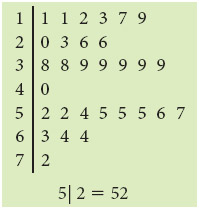 1 | 1 1 2 3 7 9
2 | 0 3 6 6
3 | 8 8 9 9 9 9 9
4 | 0
5 | 2 2 4 5 5 5 6 7
6 | 3 4 4
7 | 2
5| 2 = 52